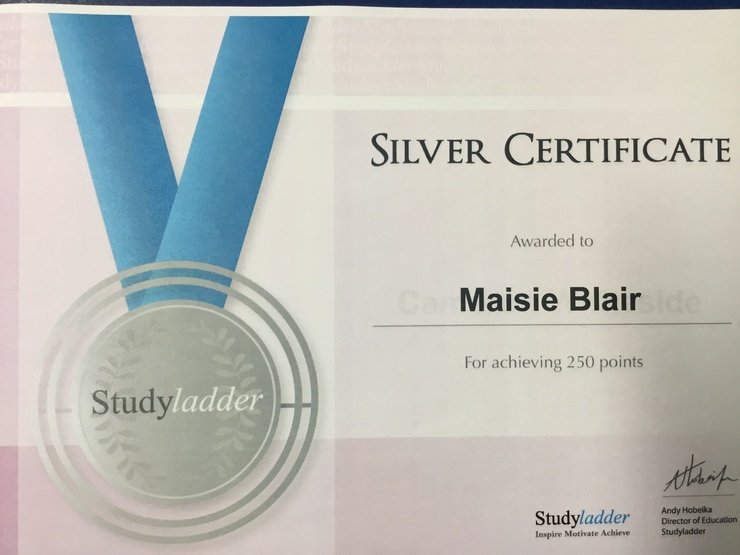 SILVER CERTIFICATE
Awarded to
Maisie Blair
For achieving 250 points
Studyladder
Studyladder
Inspire Motivate Achieve
Andy Hobeika
Director of Education
Studyladder